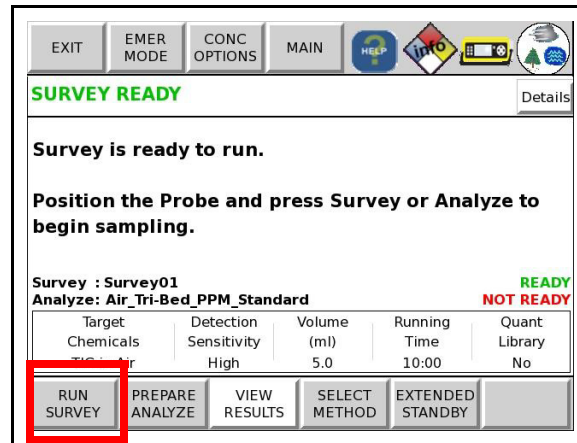 EXIT
EMER
MODE
CONC
OPTIONS
MAIN
HELP
info
SURVEY READY
Details
Survey is ready to run.
Position the Probe and press Survey or Analyze to
begin sampling.
Survey : Survey01 READY
Analyze: Air_Tri-Bed_PPM_Standard NOT READY
Target Detection Volume Running Quant
Chemicals Sensitivity (ml) Time Library
Air High 5.0 10:00 No
RUN
SURVEY
PREPARE
ANALYZE
VIEW
RESULTS
SELECT
METHOD
EXTENDED
STANDBY